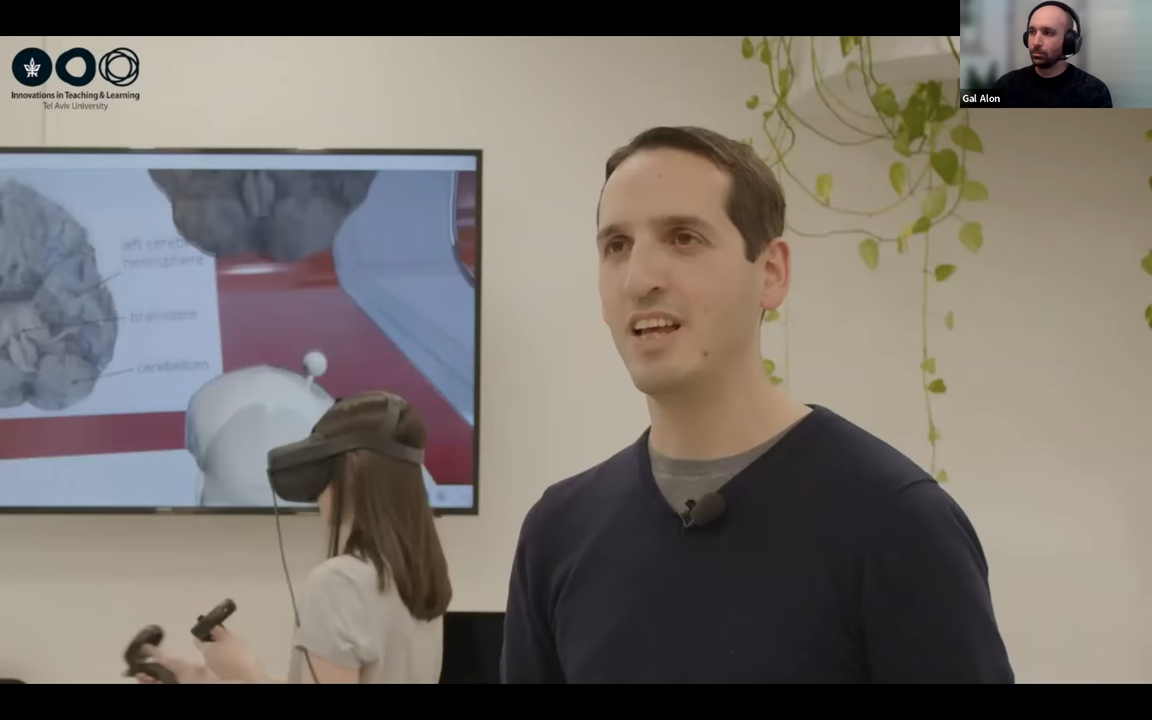 Innovations in Teaching & Learning
Tel Aviv University
Gal Alon
left cerebral
hemisphere
brainstem
cerebellum